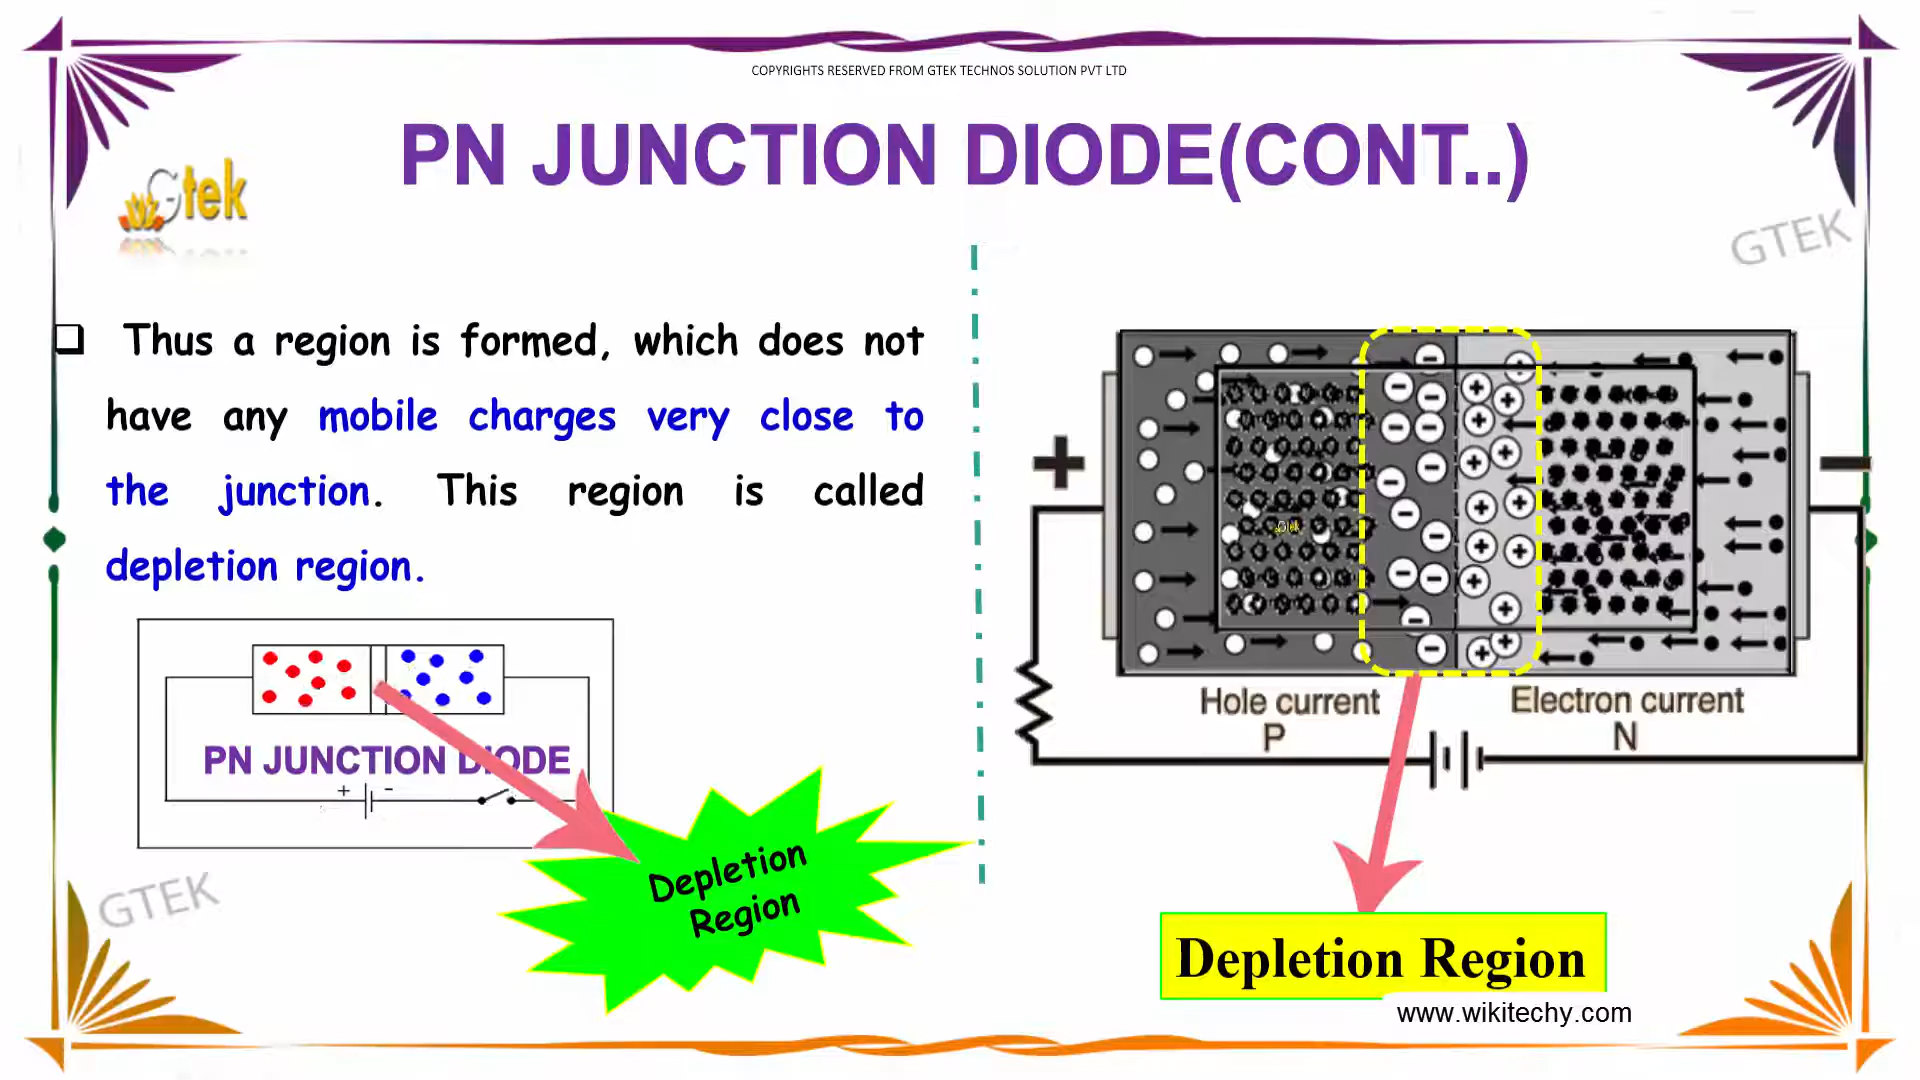 COPYRIGHTS RESERVED FROM GTEK TECHNOS SOLUTION PVT LTD
PN JUNCTION DIODE(CONT..)
Gtek
GTEK
Thus a region is formed, which does not
have any mobile charges very close to
the junction. This region is called
depletion region.
PN JUNCTION DIODE
+ -
Depletion
Region
GTEK
+ −
Gtek
Hole current
P
Electron current
N
Depletion Region
www.wikitechy.com